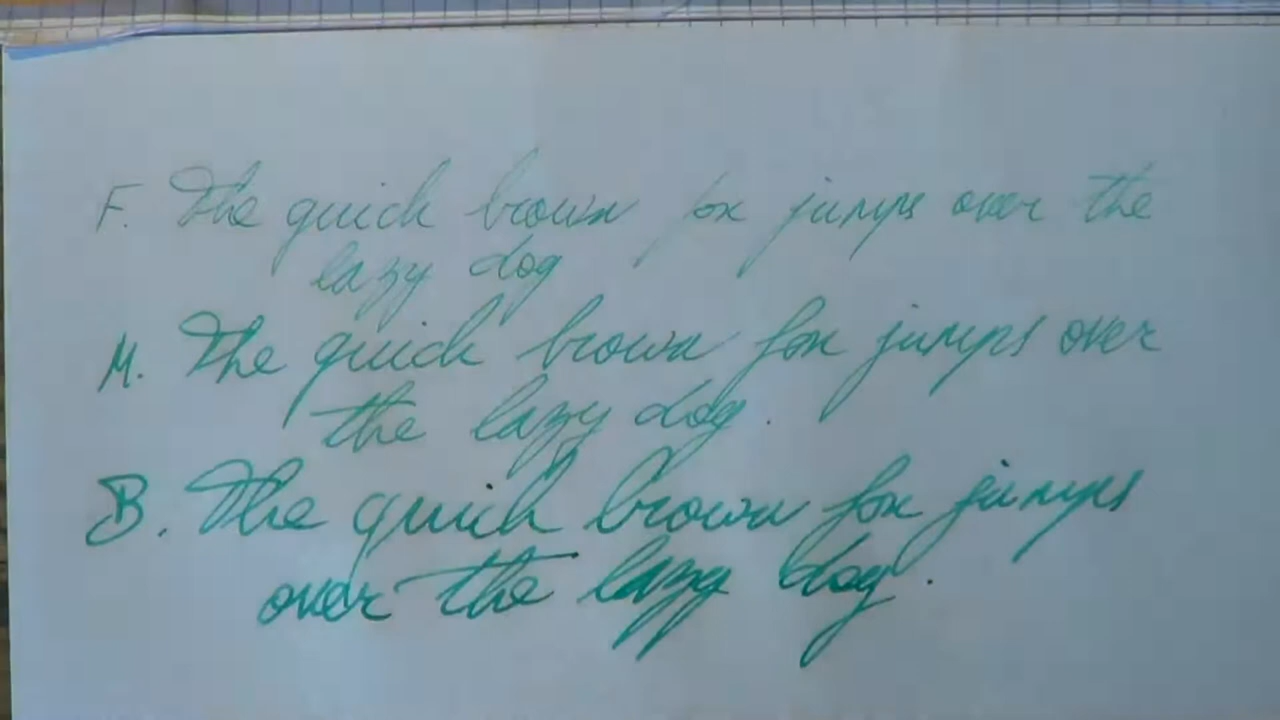 F. The quick brown fox jumps over the
lazy dog
M. The quick brown fox jumps over
the lazy dog.
B. The quick brown fox jumps
over the lazy dog.